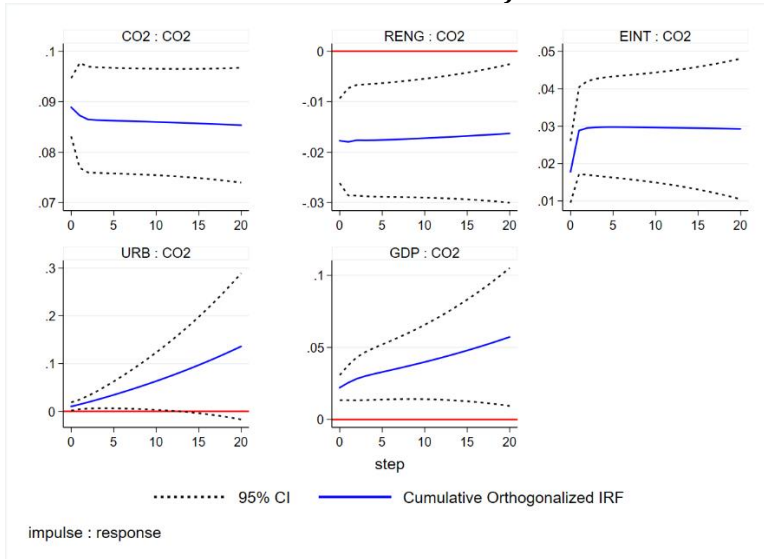 CO2 : CO2
.1
.09
.08
.07
0 5 10 15 20
RENG : CO2
0
-.01
-.02
-.03
0 5 10 15 20
EINT : CO2
.05
.04
.03
.02
.01
0 5 10 15 20
URB : CO2
.3
.2
.1
0
0 5 10 15 20
GDP : CO2
.1
.05
0
0 5 10 15 20
step
95% CI Cumulative Orthogonalized IRF
impulse : response